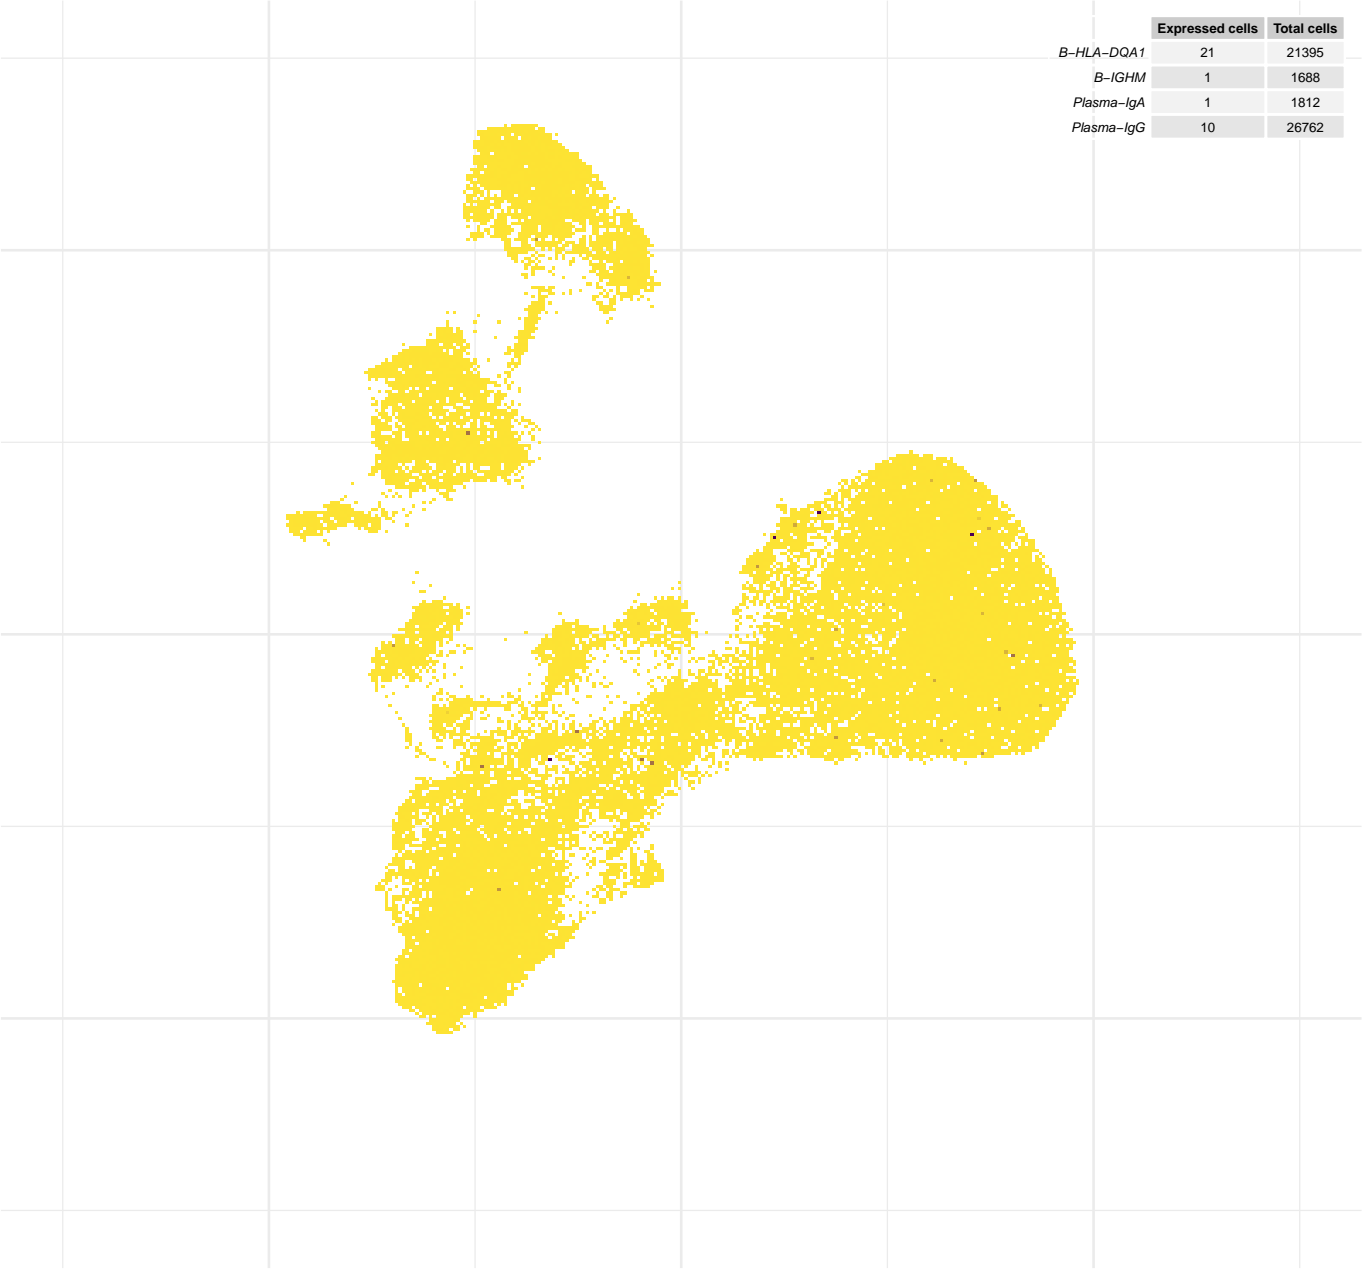 Expressed cells Total cells
B−HLA−DQA1 21 21395
B−IGHM 1 1688
Plasma−IgA 1 1812
Plasma−IgG 10 26762